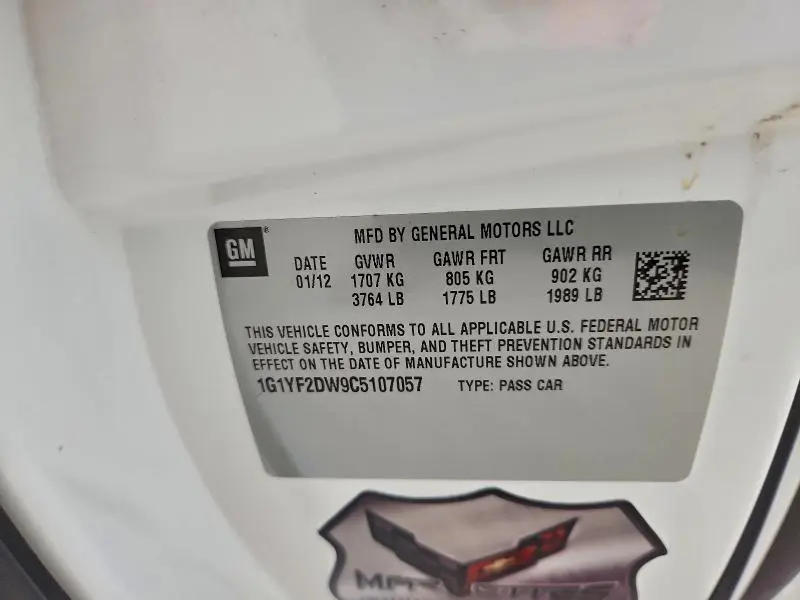 GM
MFD BY GENERAL MOTORS LLC
DATE GVWR GAWR FRT GAWR RR
01/12 1707 KG 805 KG 902 KG
3764 LB 1775 LB 1989 LB
THIS VEHICLE CONFORMS TO ALL APPLICABLE U.S. FEDERAL MOTOR
VEHICLE SAFETY, BUMPER, AND THEFT PREVENTION STANDARDS IN
EFFECT ON THE DATE OF MANUFACTURE SHOWN ABOVE.
1G1YF2DW9C5107057 TYPE: PASS CAR